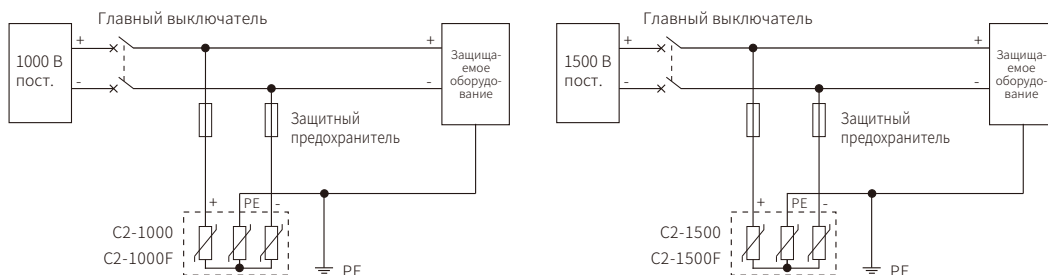 Главный выключатель
1000 В
пост.
+
-
+
-
Защища-
емое
оборудо-
вание
Защитный
предохранитель
+
PE
-
C2-1000
C2-1000F
PE
Главный выключатель
1500 В
пост.
+
-
+
-
Защища-
емое
оборудо-
вание
Защитный
предохранитель
+
PE
-
C2-1500
C2-1500F
PE